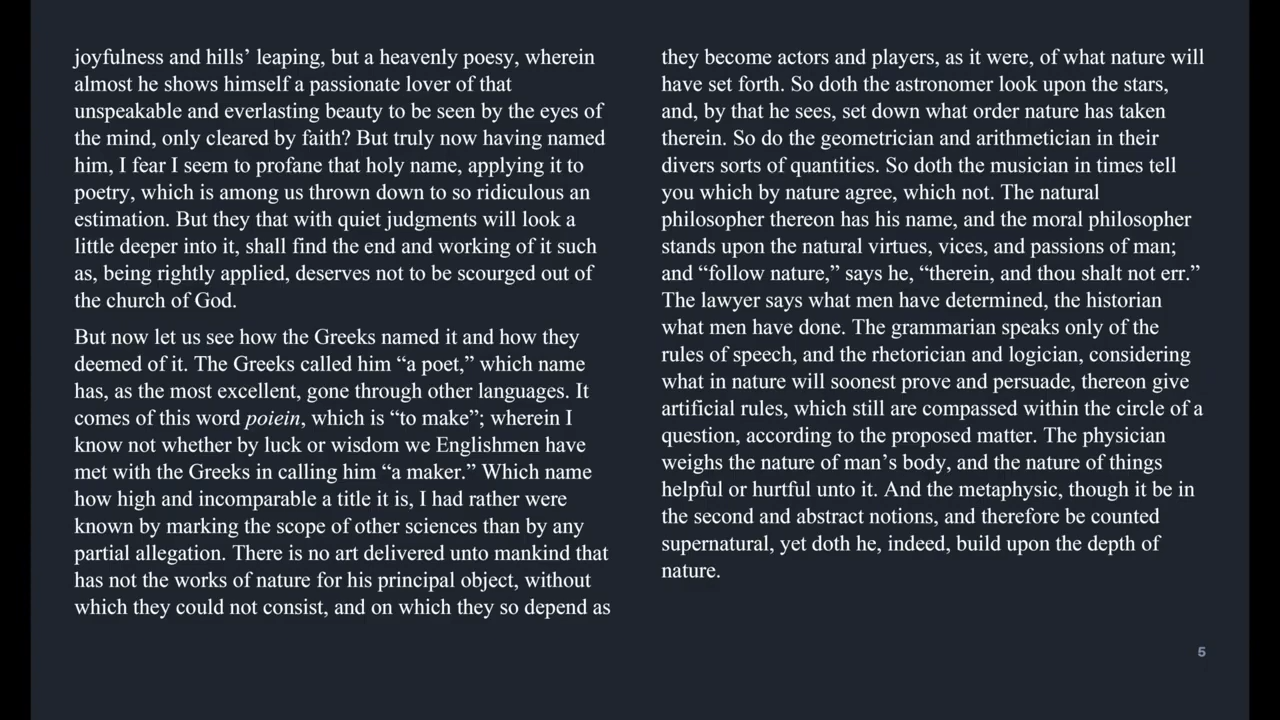 joyfulness and hills’ leaping, but a heavenly poesy, wherein
almost he shows himself a passionate lover of that
unspeakable and everlasting beauty to be seen by the eyes of
the mind, only cleared by faith? But truly now having named
him, I fear I seem to profane that holy name, applying it to
poetry, which is among us thrown down to so ridiculous an
estimation. But they that with quiet judgments will look a
little deeper into it, shall find the end and working of it such
as, being rightly applied, deserves not to be scourged out of
the church of God.
But now let us see how the Greeks named it and how they
deemed of it. The Greeks called him “a poet,” which name
has, as the most excellent, gone through other languages. It
comes of this word poiein, which is “to make”; wherein I
know not whether by luck or wisdom we Englishmen have
met with the Greeks in calling him “a maker.” Which name
how high and incomparable a title it is, I had rather were
known by marking the scope of other sciences than by any
partial allegation. There is no art delivered unto mankind that
has not the works of nature for his principal object, without
which they could not consist, and on which they so depend as
they become actors and players, as it were, of what nature will
have set forth. So doth the astronomer look upon the stars,
and, by that he sees, set down what order nature has taken
therein. So do the geometrician and arithmetician in their
divers sorts of quantities. So doth the musician in times tell
you which by nature agree, which not. The natural
philosopher thereon has his name, and the moral philosopher
stands upon the natural virtues, vices, and passions of man;
and “follow nature,” says he, “therein, and thou shalt not err.”
The lawyer says what men have determined, the historian
what men have done. The grammarian speaks only of the
rules of speech, and the rhetorician and logician, considering
what in nature will soonest prove and persuade, thereon give
artificial rules, which still are compassed within the circle of a
question, according to the proposed matter. The physician
weighs the nature of man’s body, and the nature of things
helpful or hurtful unto it. And the metaphysic, though it be in
the second and abstract notions, and therefore be counted
supernatural, yet doth he, indeed, build upon the depth of
nature.
5